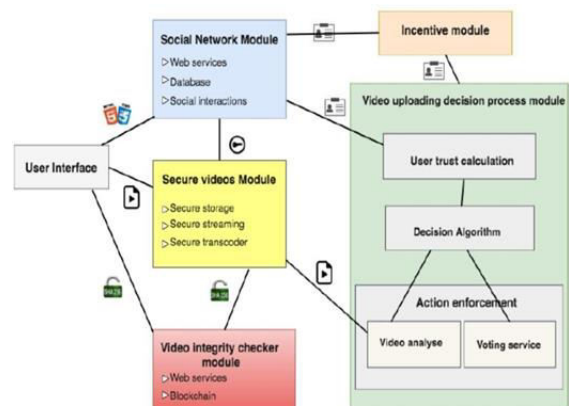 Social Network Module
Web services
Database
Social interactions
Incentive module
Video uploading decision process module
User trust calculation
Decision Algorithm
Action enforcement
Video analyse
Voting service
User Interface
Secure videos Module
Secure storage
Secure streaming
Secure transcoder
Video integrity checker
module
Web services
Blockchain